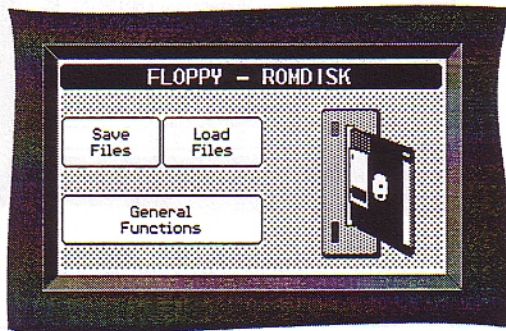 FLOPPY - ROMDISK
Save Files
Load Files
General Functions